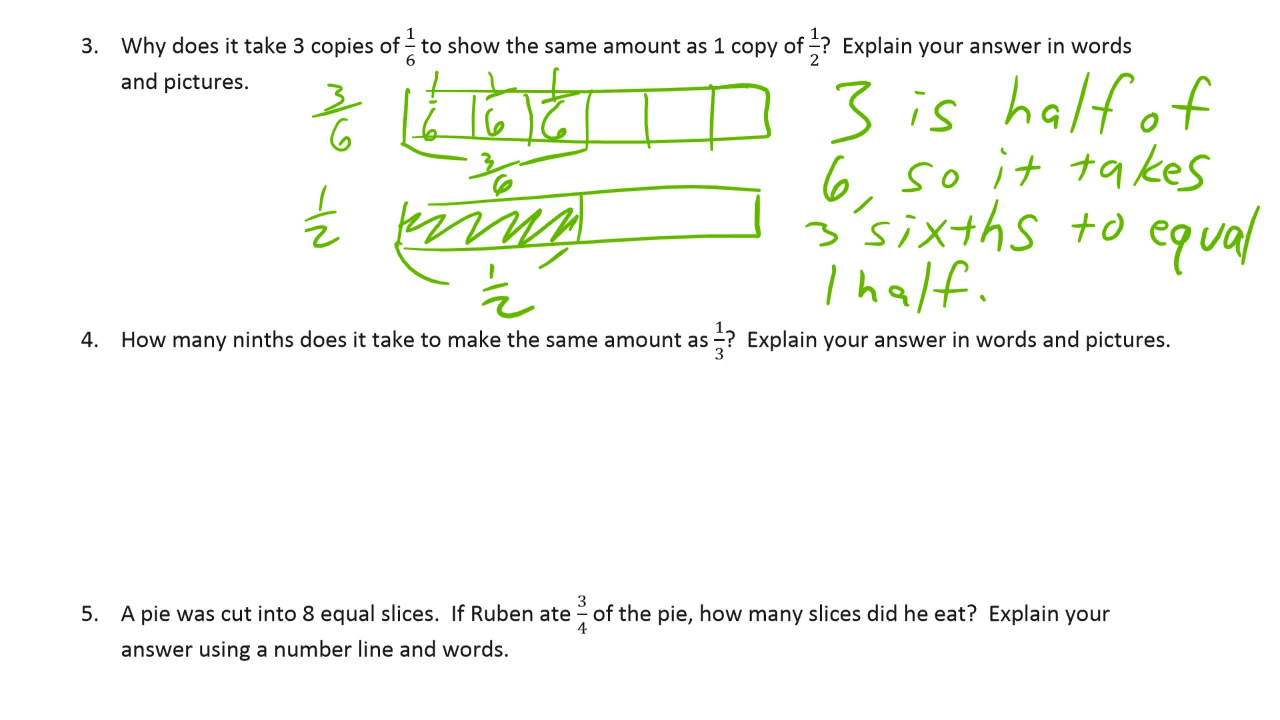 3. Why does it take 3 copies of 1/6 to show the same amount as 1 copy of 1/2? Explain your answer in words
and pictures.
3/6
1/6 1/6 1/6
3/6
1/2
1/2
3 is half of
6, so it takes
3 sixths to equal
1 half.
4. How many ninths does it take to make the same amount as 1/3? Explain your answer in words and pictures.
5. A pie was cut into 8 equal slices. If Ruben ate 3/4 of the pie, how many slices did he eat? Explain your
answer using a number line and words.